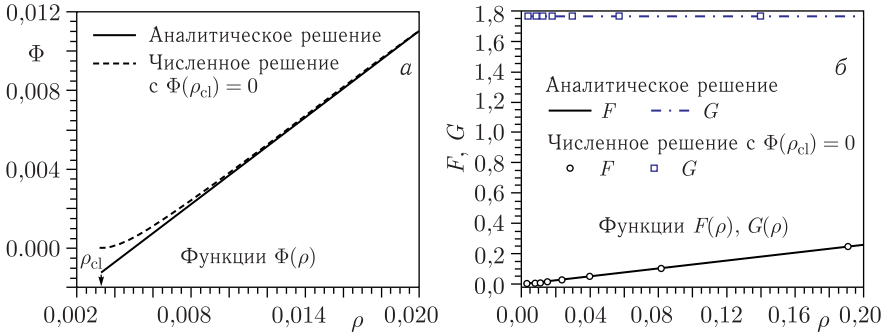 0,012
Φ
0,008
0,004
0.000
Аналитическое решение
Численное решение
с Φ(ρcl) = 0
а
ρcl
Функции Φ(ρ)
0,002
0,008
0,014
ρ
0,020
1,8
1,6
1,4
1,2
1,0
0,8
0,6
0,4
0,2
0,0
F, G
б
Аналитическое решение
F G
Численное решение с Φ(ρcl) = 0
F G
Функции F(ρ), G(ρ)
0,00
0,04
0,08
0,12
0,16
ρ
0,20